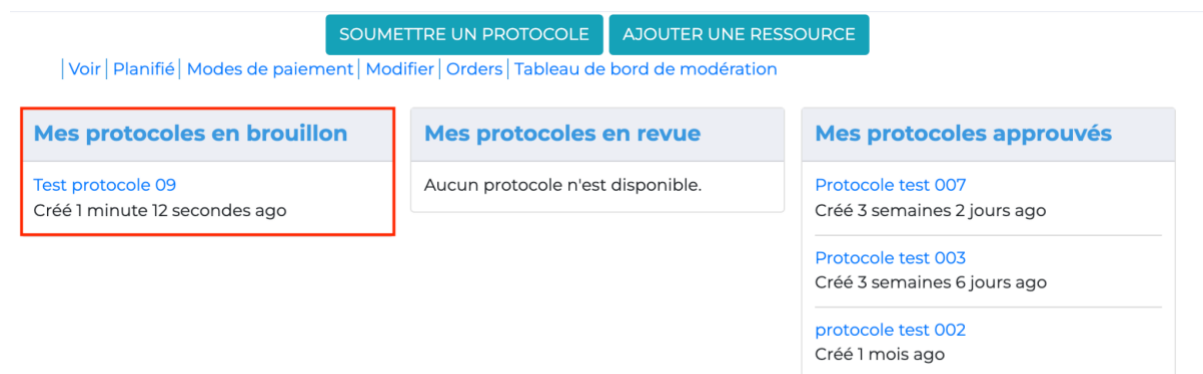 SOUMETTRE UN PROTOCOLE AJOUTER UNE RESSOURCE
| Voir | Planifié | Modes de paiement | Modifier | Orders | Tableau de bord de modération
Mes protocoles en brouillon
Test protocole 09
Créé 1 minute 12 secondes ago
Mes protocoles en revue
Aucun protocole n'est disponible.
Mes protocoles approuvés
Protocole test 007
Créé 3 semaines 2 jours ago
Protocole test 003
Créé 3 semaines 6 jours ago
protocole test 002
Créé 1 mois ago